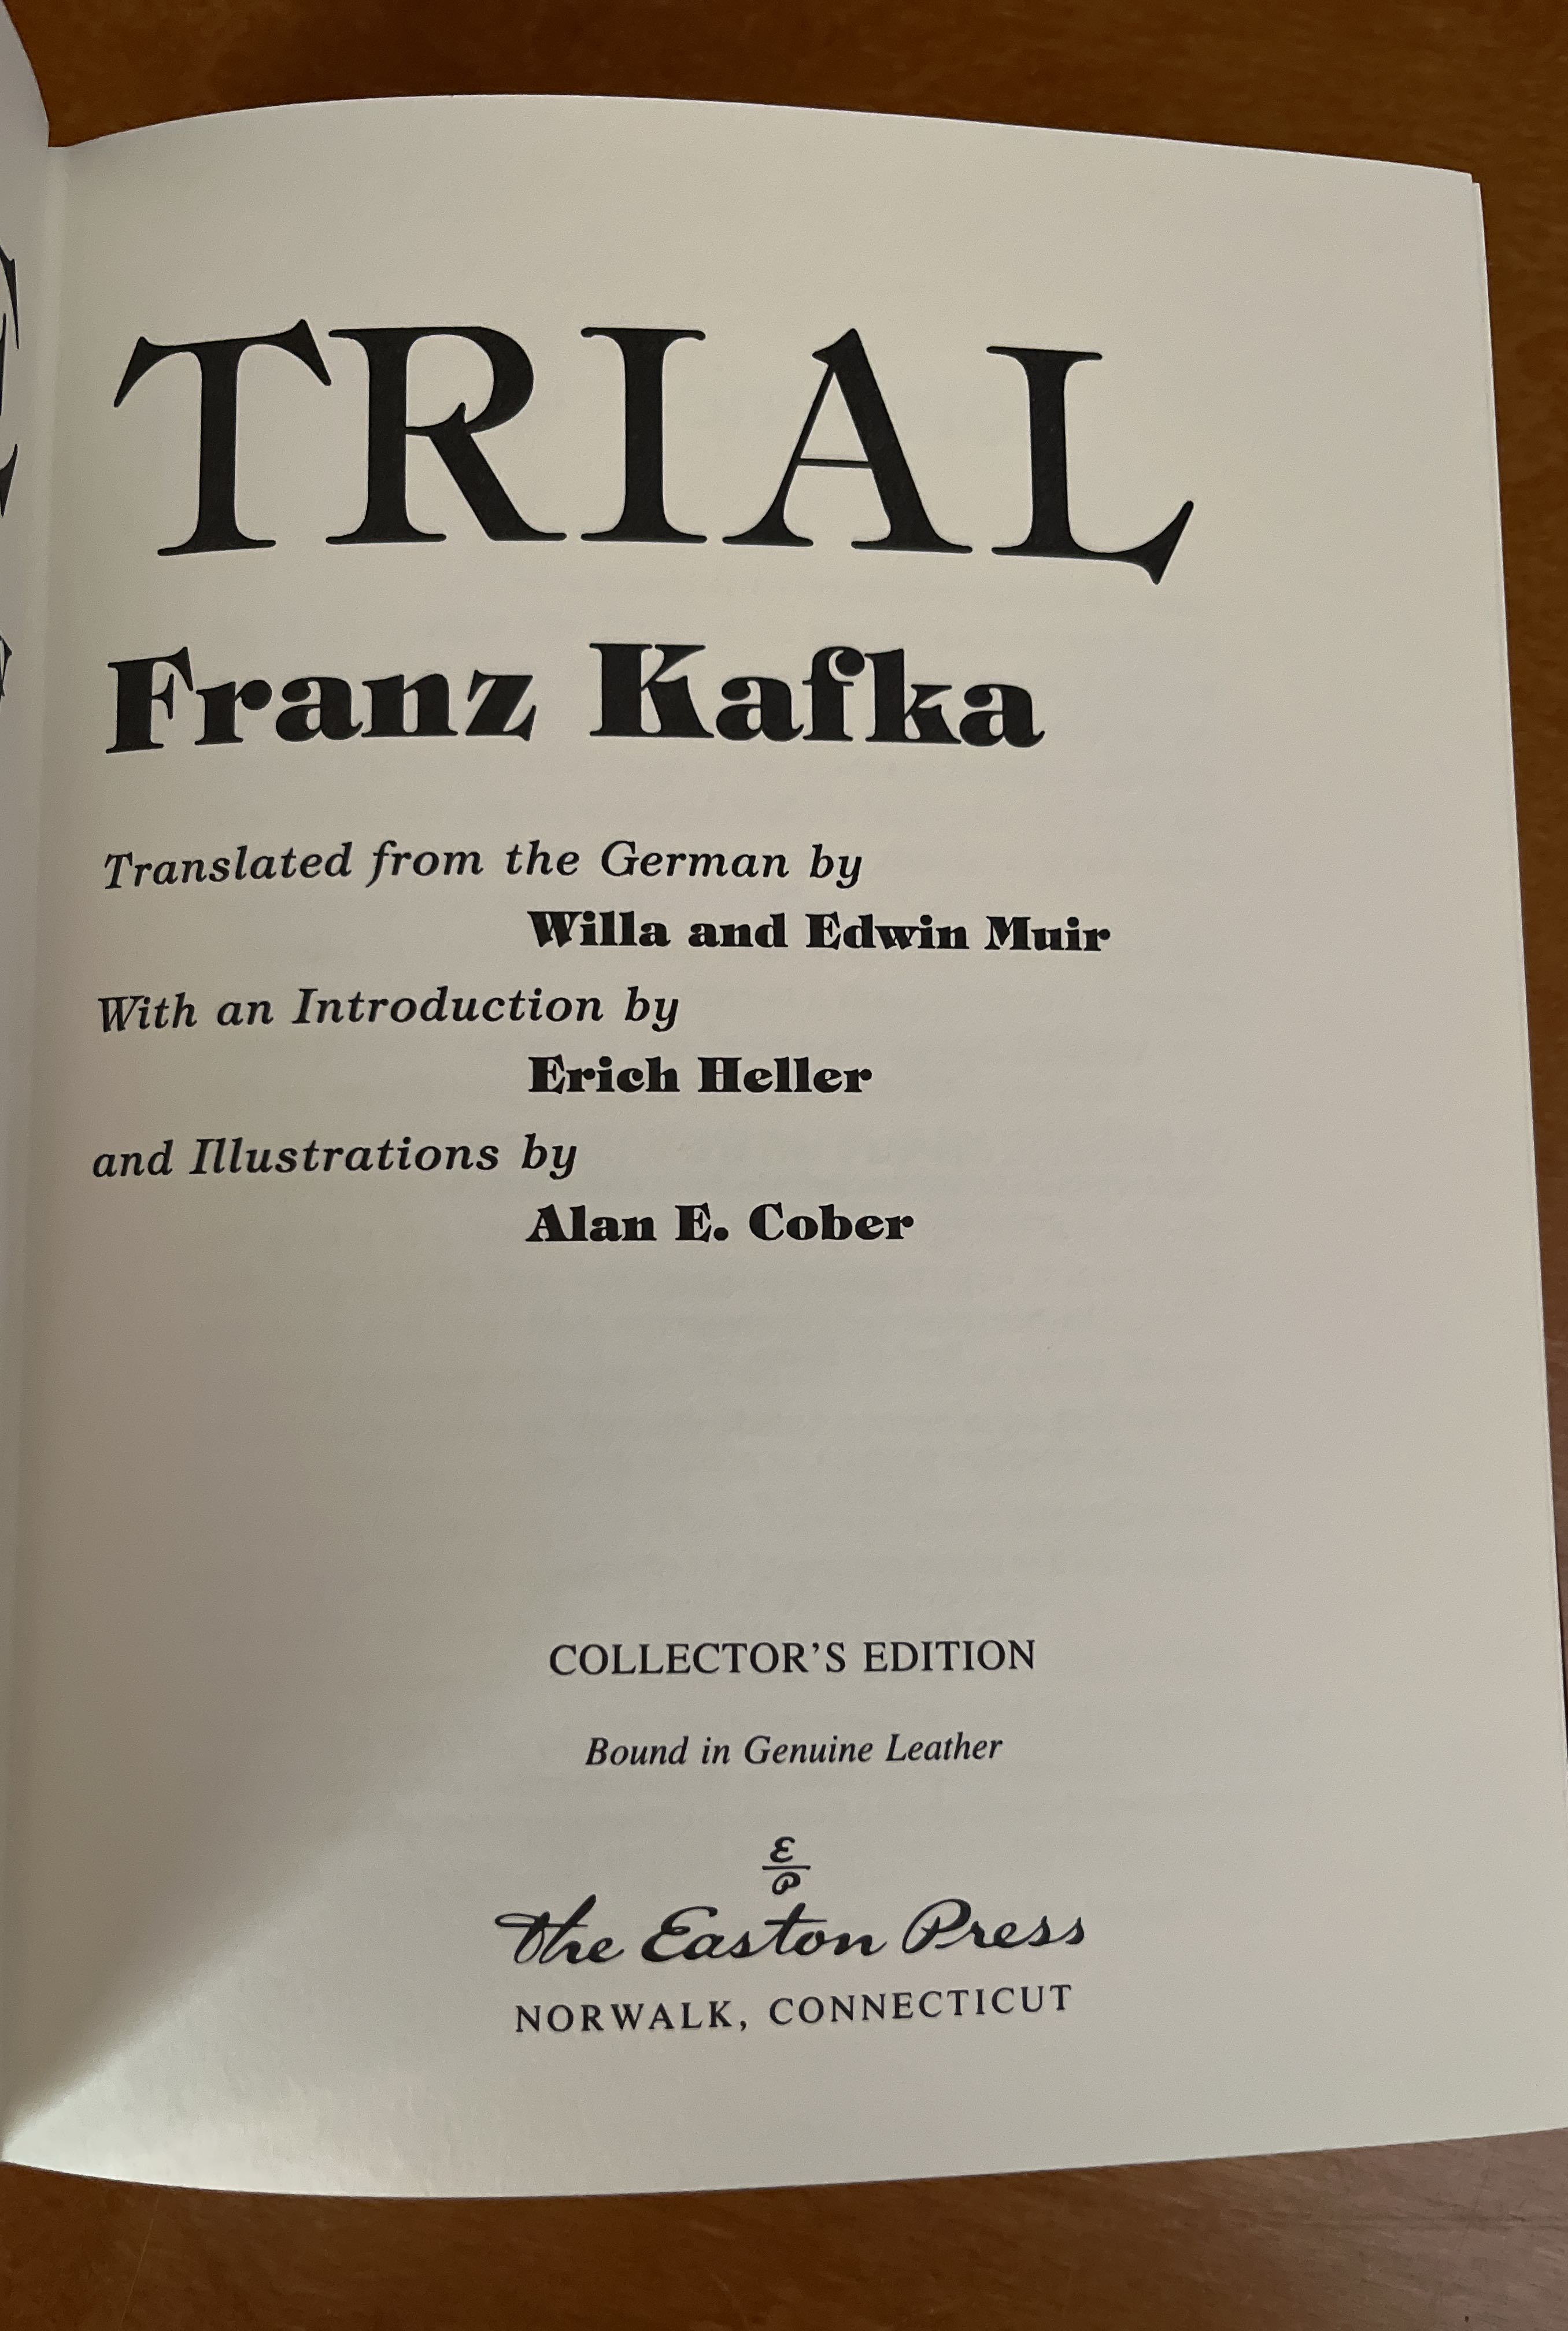 TRIAL
Franz Kafka
Translated from the German by
Willa and Edwin Muir
With an Introduction by
Erich Heller
and Illustrations by
Alan E. Cober
COLLECTOR'S EDITION
Bound in Genuine Leather
E
P
The Easton Press
NORWALK, CONNECTICUT